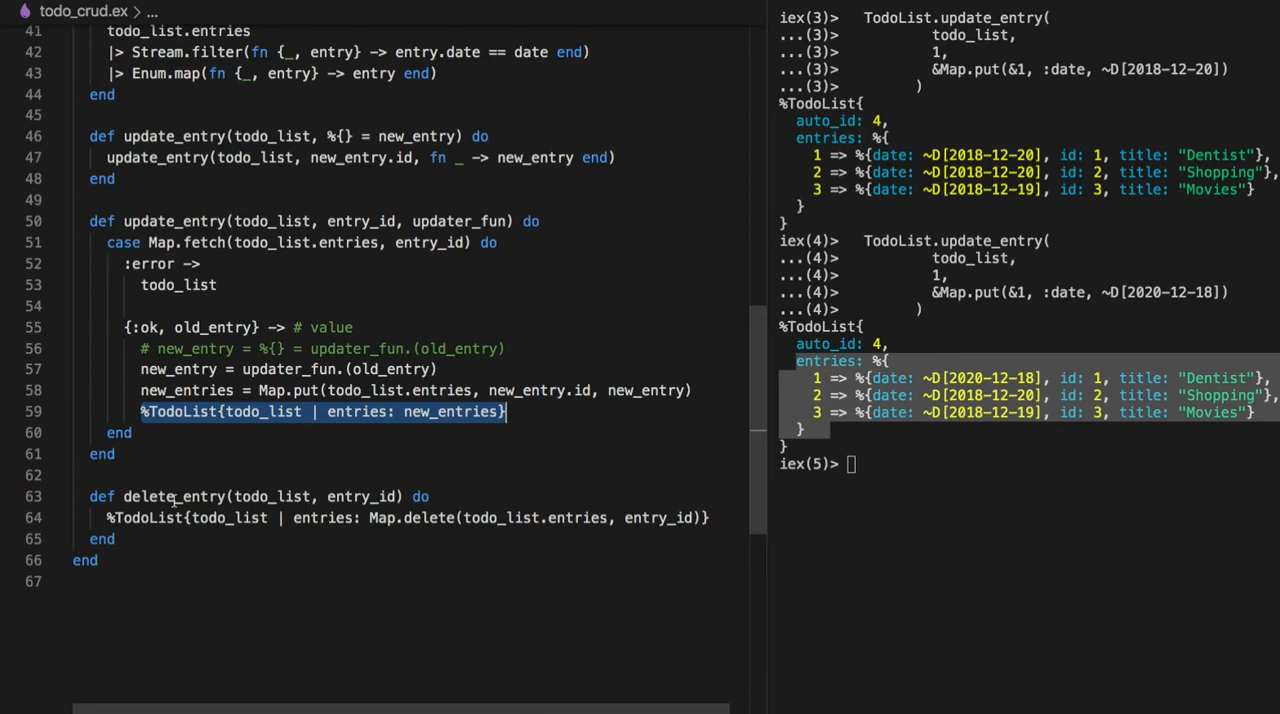 todo_crud.ex > ...
41 todo_list.entries
42 |> Stream.filter(fn {_, entry} -> entry.date == date end)
43 |> Enum.map(fn {_, entry} -> entry end)
44 end
45
46 def update_entry(todo_list, %{} = new_entry) do
47 update_entry(todo_list, new_entry.id, fn _ -> new_entry end)
48 end
49
50 def update_entry(todo_list, entry_id, updater_fun) do
51 case Map.fetch(todo_list.entries, entry_id) do
52 :error ->
53 todo_list
54
55 {:ok, old_entry} -> # value
56 # new_entry = %{} = updater_fun.(old_entry)
57 new_entry = updater_fun.(old_entry)
58 new_entries = Map.put(todo_list.entries, new_entry.id, new_entry)
59 %TodoList{todo_list | entries: new_entries}
60 end
61 end
62
63 def delete_entry(todo_list, entry_id) do
64 %TodoList{todo_list | entries: Map.delete(todo_list.entries, entry_id)}
65 end
66 end
67
iex(3)> TodoList.update_entry(
...(3)> todo_list,
...(3)> 1,
...(3)> &Map.put(&1, :date, ~D[2018-12-20])
...(3)> )
%TodoList{
auto_id: 4,
entries: %{
1 => %{date: ~D[2018-12-20], id: 1, title: "Dentist"},
2 => %{date: ~D[2018-12-20], id: 2, title: "Shopping"},
3 => %{date: ~D[2018-12-19], id: 3, title: "Movies"}
}
}
iex(4)> TodoList.update_entry(
...(4)> todo_list,
...(4)> 1,
...(4)> &Map.put(&1, :date, ~D[2020-12-18])
...(4)> )
%TodoList{
auto_id: 4,
entries: %{
1 => %{date: ~D[2020-12-18], id: 1, title: "Dentist"},
2 => %{date: ~D[2018-12-20], id: 2, title: "Shopping"},
3 => %{date: ~D[2018-12-19], id: 3, title: "Movies"}
}
}
iex(5)>